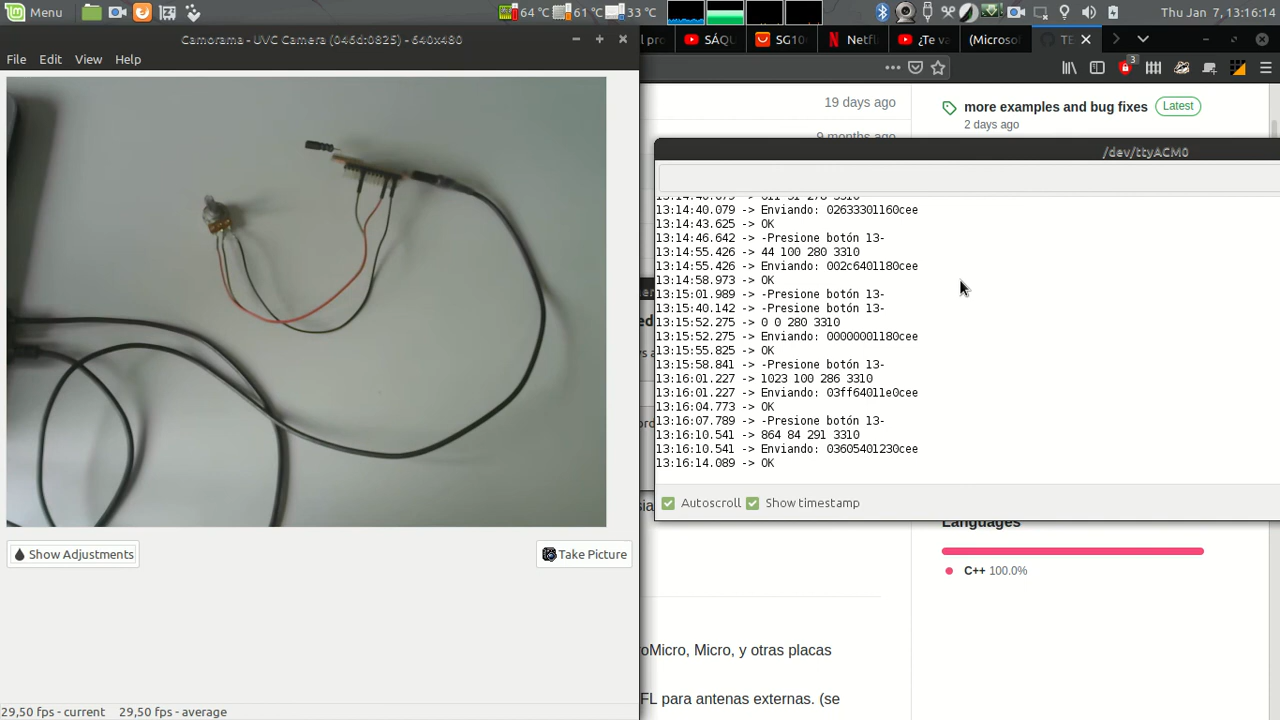 Menu
64 °C
61 °C
33 °C
Thu Jan 7, 13:16:14
Camorama - UVC Camera (046d:0825) - 640x480
File Edit View Help
l pro
SÁQU
SG10
Netfli
¿Te va
(Microso
TE
3
19 days ago
9 months ago
more examples and bug fixes Latest
2 days ago
/dev/ttyACM0
13:14:40.079 -> Enviando: 02633301160cee
13:14:43.625 -> OK
13:14:46.642 -> -Presione botón 13-
13:14:55.426 -> 44 100 280 3310
13:14:55.426 -> Enviando: 002c6401180cee
13:14:58.973 -> OK
13:15:01.989 -> -Presione botón 13-
13:15:40.142 -> -Presione botón 13-
13:15:52.275 -> 0 0 280 3310
13:15:52.275 -> Enviando: 00000001180cee
13:15:55.825 -> OK
13:15:58.841 -> -Presione botón 13-
13:16:01.227 -> 1023 100 286 3310
13:16:01.227 -> Enviando: 03ff64011e0cee
13:16:04.773 -> OK
13:16:07.789 -> -Presione botón 13-
13:16:10.541 -> 864 84 291 3310
13:16:10.541 -> Enviando: 03605401230cee
13:16:14.089 -> OK
Autoscroll Show timestamp
Languages
C++ 100.0%
Show Adjustments
Take Picture
oMicro, Micro, y otras placas
FL para antenas externas. (se
29,50 fps - current 29,50 fps - average